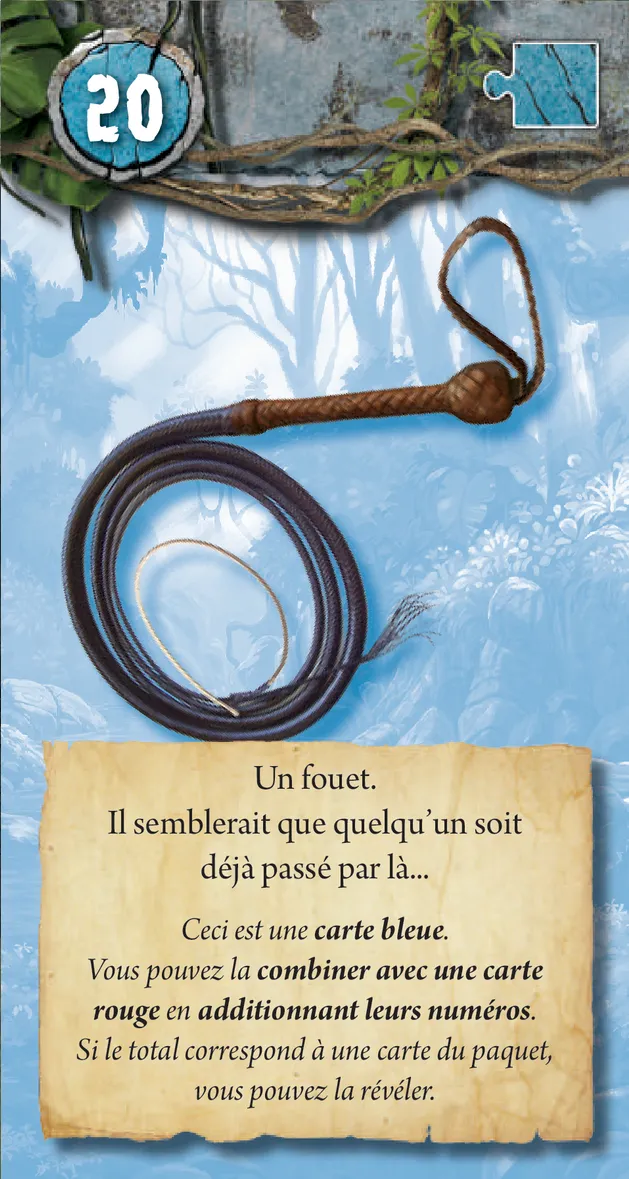 20
Un fouet.
Il semblerait que quelqu’un soit
déjà passé par là...
Ceci est une carte bleue.
Vous pouvez la combiner avec une carte
rouge en additionnant leurs numéros.
Si le total correspond à une carte du paquet,
vous pouvez la révéler.